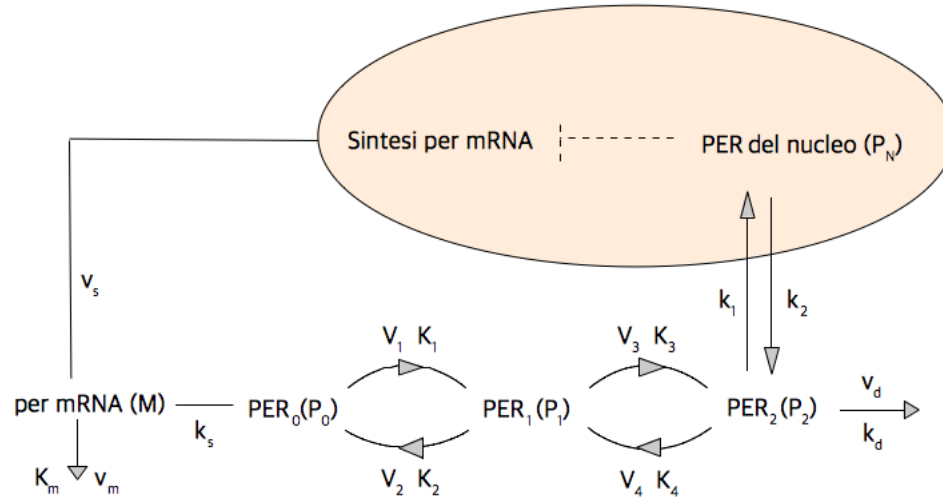 Sintesi per mRNA
PER del nucleo (P_N)
v_s
k_1
k_2
V_1 K_1
V_3 K_3
v_d
per mRNA (M)
k_s
PER_0 (P_0)
PER_1 (P_1)
PER_2 (P_2)
k_d
K_m v_m
V_2 K_2
V_4 K_4